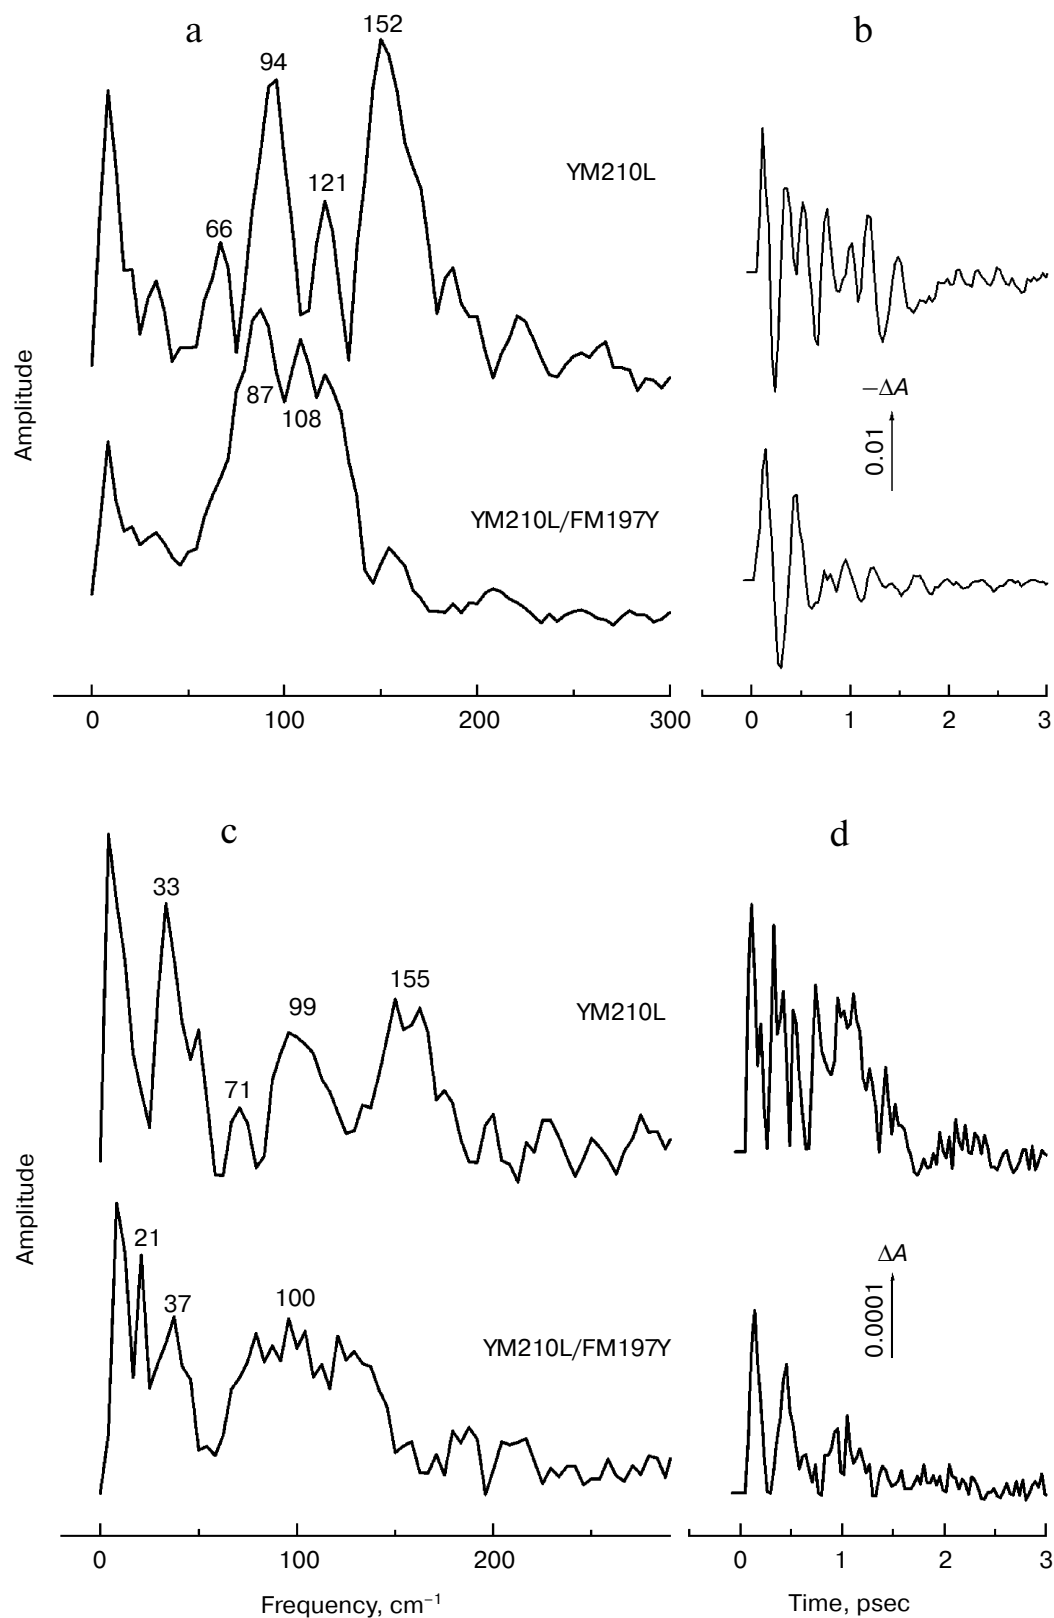 a
b
152
94
YM210L
121
66
−ΔA
0.01
87
108
Amplitude
YM210L/FM197Y
0 100 200 300
0 1 2 3
c
d
33
155
99
YM210L
71
Amplitude
21
ΔA
0.0001
37
100
YM210L/FM197Y
0 100 200
0 1 2 3
Frequency, cm⁻¹
Time, psec